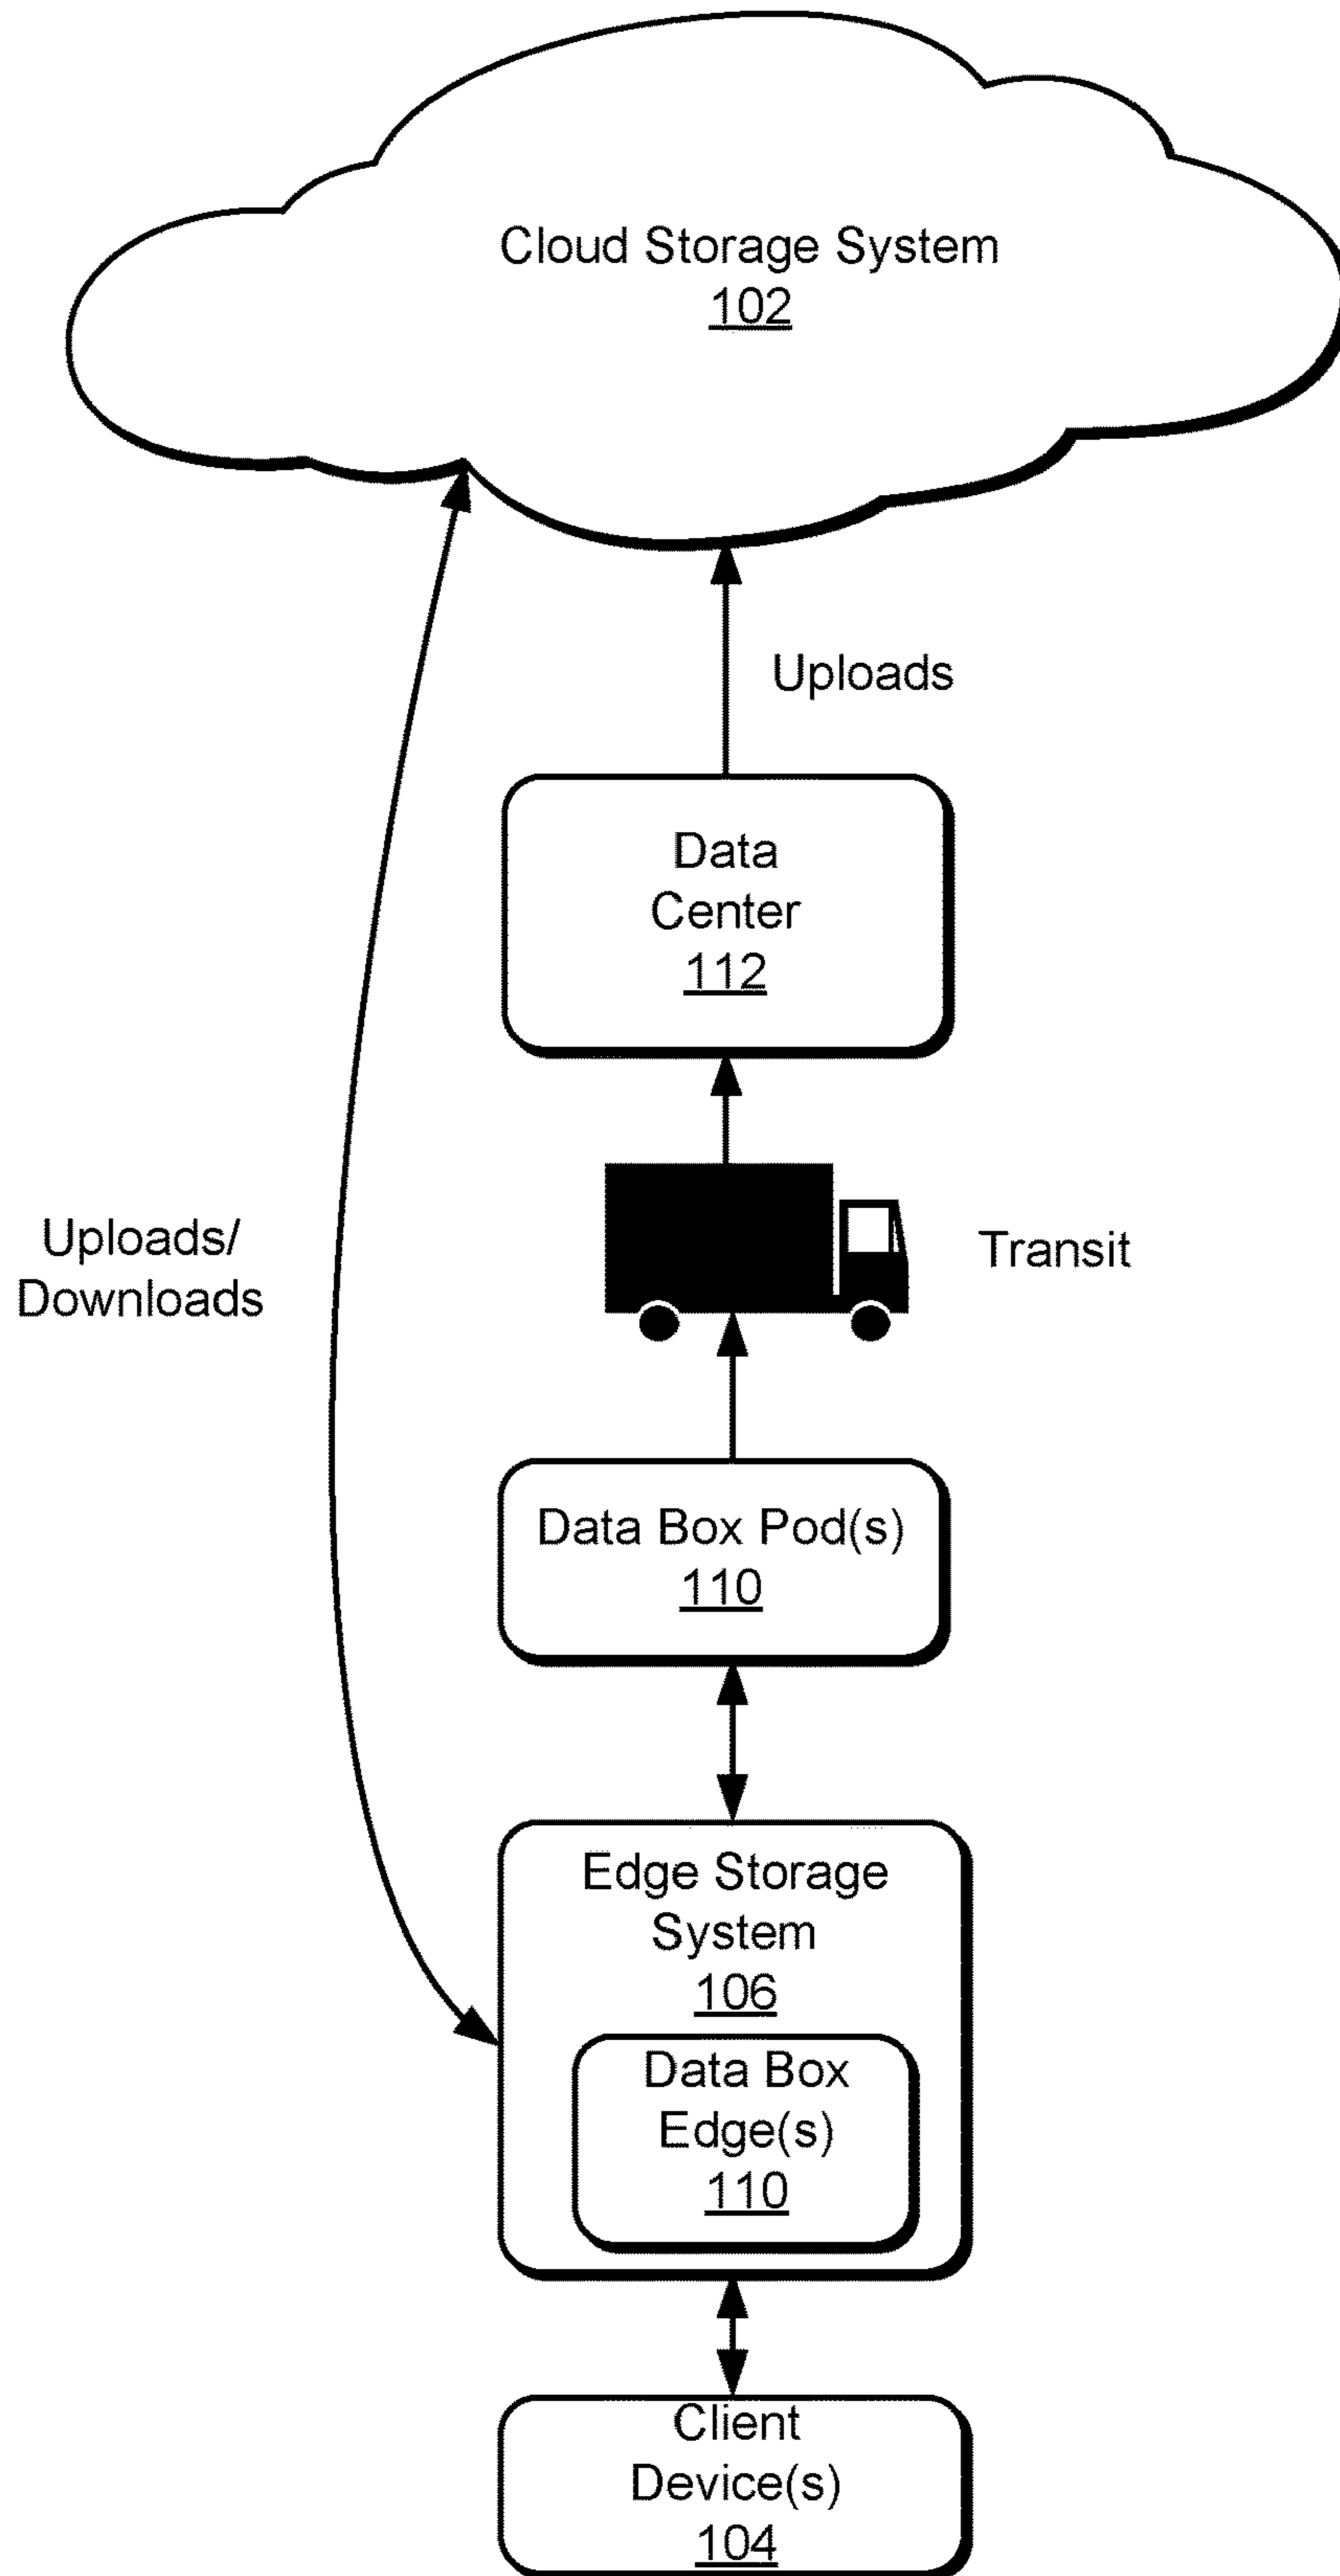 Cloud Storage System
102
Uploads
Data
Center
112
Uploads/
Downloads
Transit
Data Box Pod(s)
110
Edge Storage
System
106
Data Box
Edge(s)
110
Client
Device(s)
104